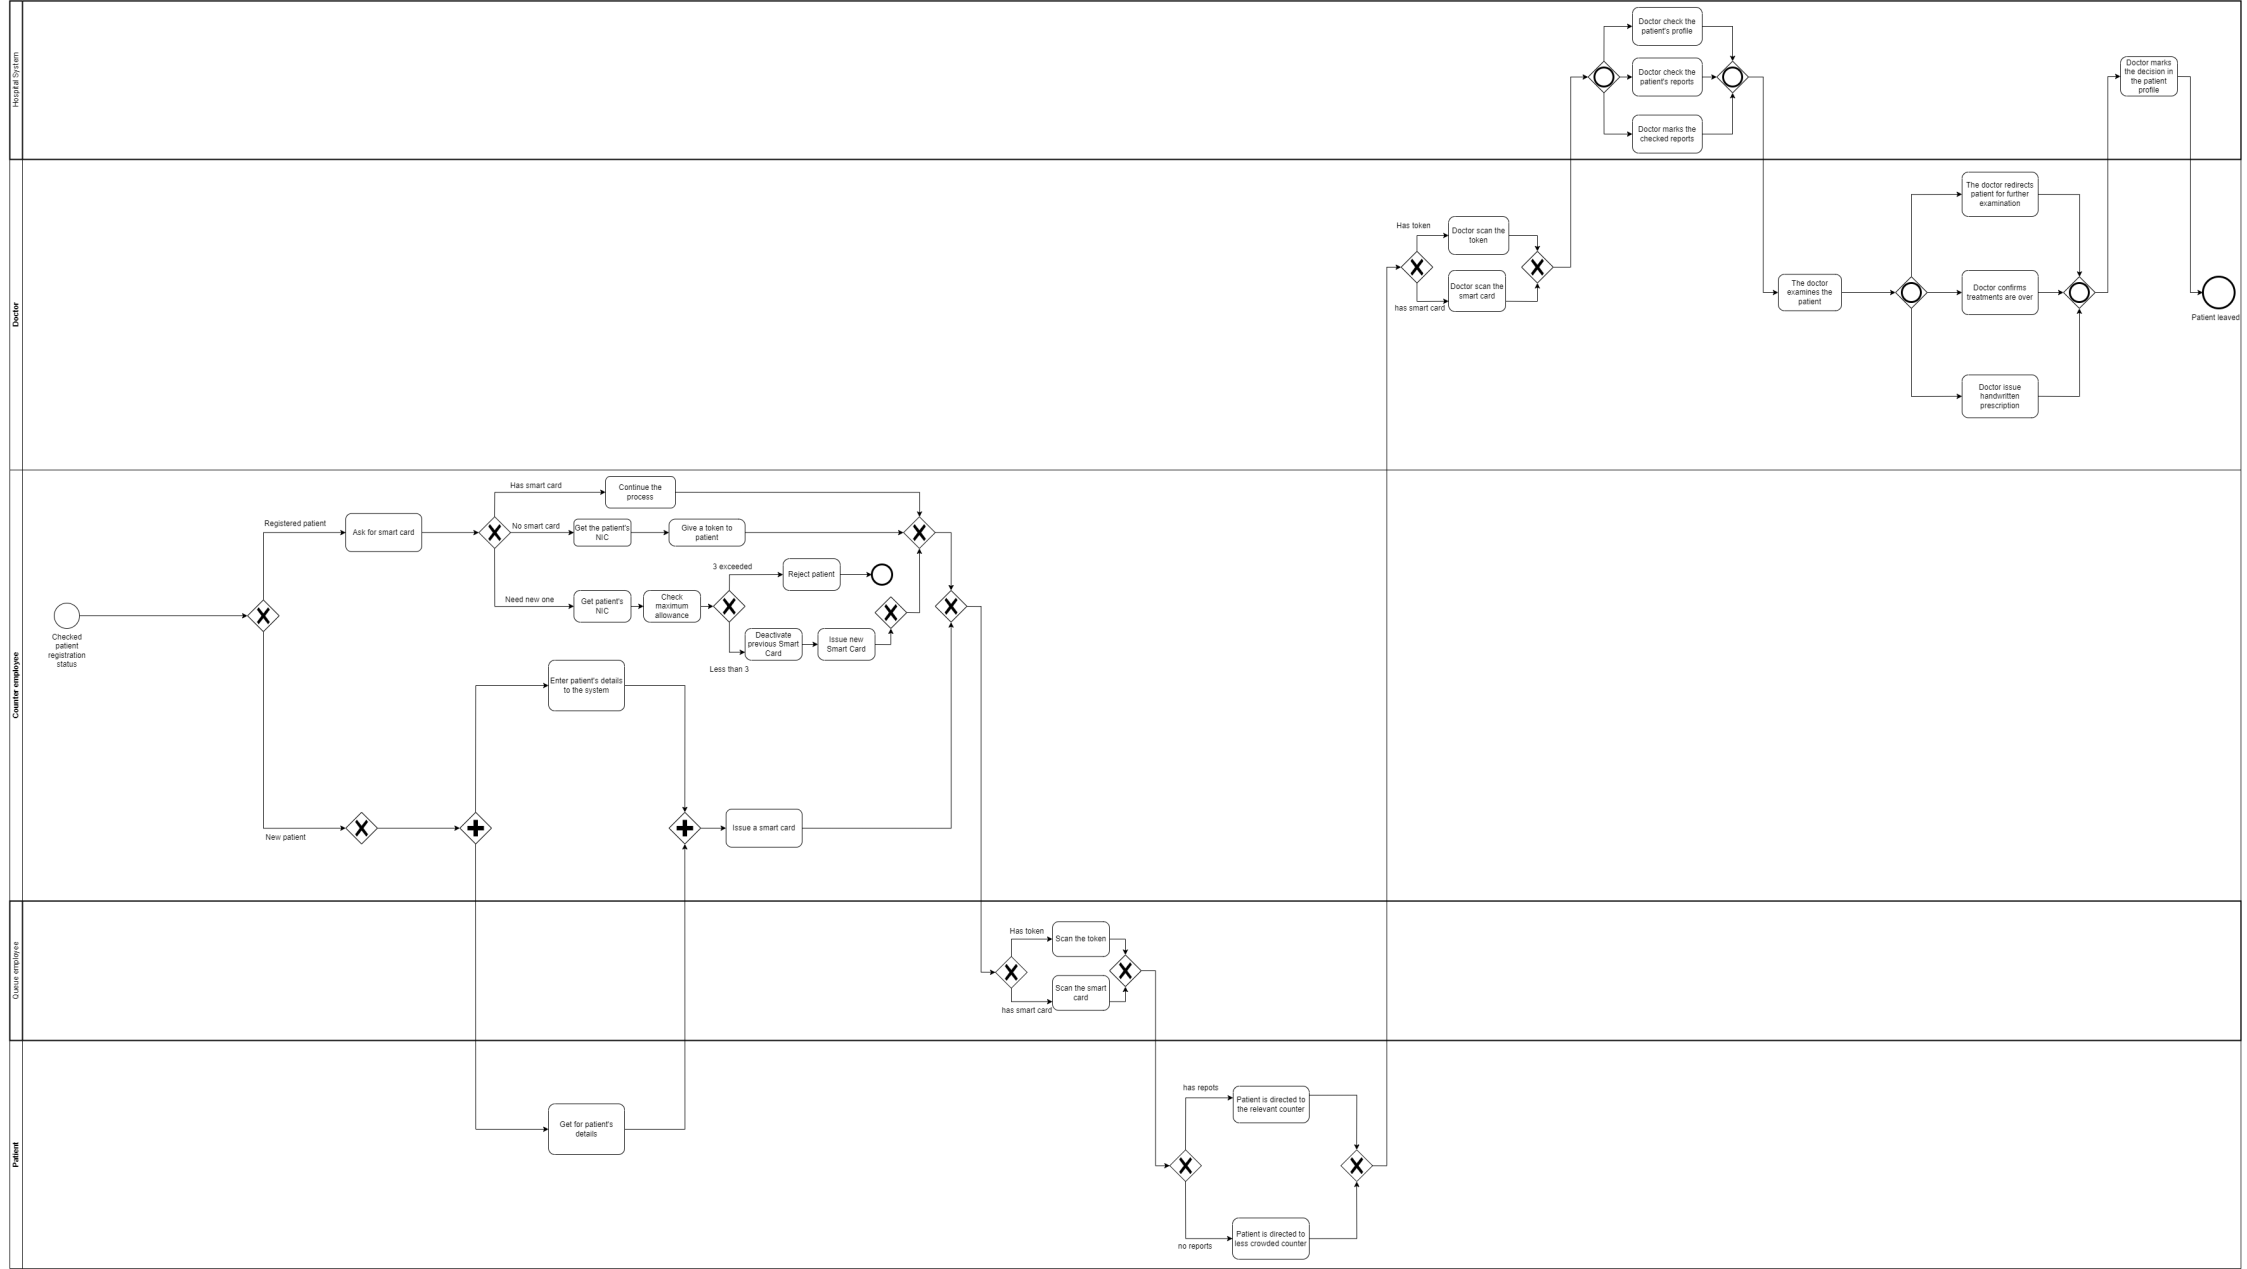 Hospital System
Doctor check the
patient's profile
Doctor check the
patient's reports
Doctor marks the
checked reports
Doctor marks
the decision in
the patient
profile
Doctor
Has token
Doctor scan the
token
Doctor scan the
smart card
has smart card
The doctor
examines the
patient
The doctor redirects
patient for further
examination
Doctor confirms
treatments are over
Doctor issue
handwritten
prescription
Patient leaved
Counter employee
Checked
patient
registration
status
Registered patient
Ask for smart card
Has smart card
Continue the
process
No smart card
Get the patient's
NIC
Give a token to
patient
Need new one
Get patient's
NIC
Check
maximum
allowance
3 exceeded
Reject patient
Less than 3
Deactivate
previous Smart
Card
Issue new
Smart Card
Enter patient's details
to the system
New patient
Issue a smart card
Queue employee
Has token
Scan the token
Scan the smart
card
has smart card
Patient
Get for patient's
details
has repots
Patient is directed to
the relevant counter
no reports
Patient is directed to
less crowded counter